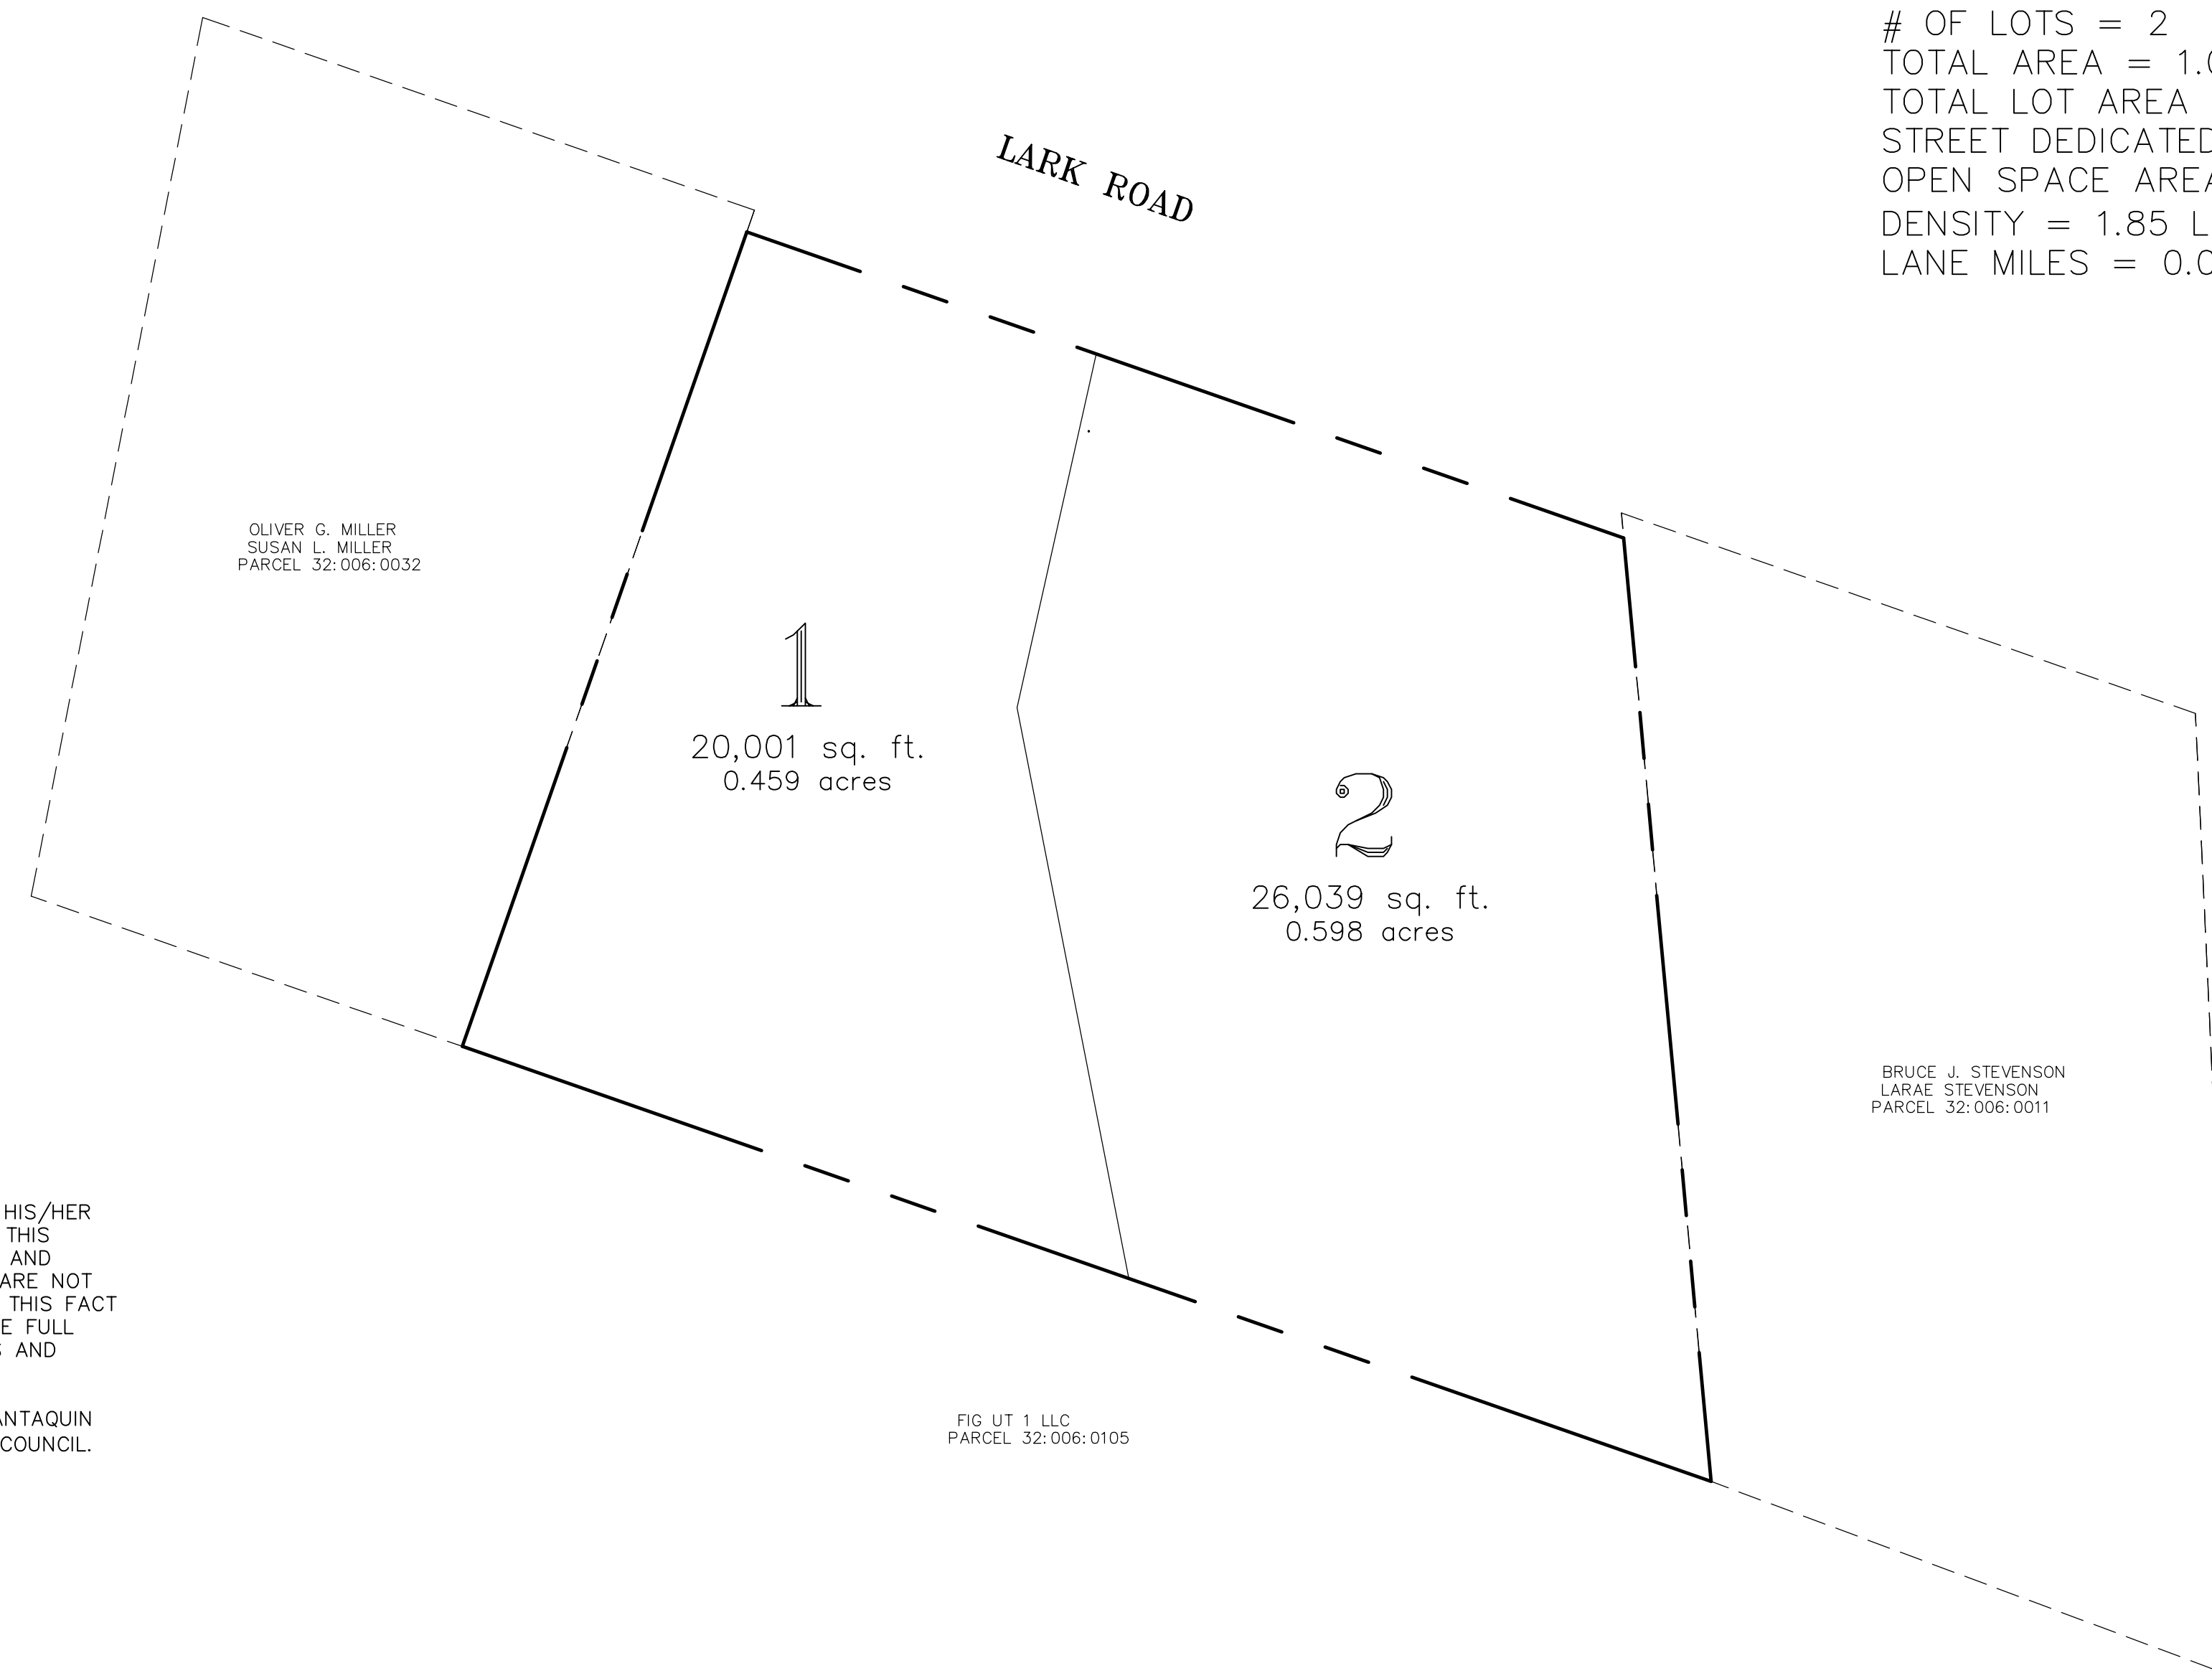 # OF LOTS = 2
TOTAL AREA = 1.0
TOTAL LOT AREA
STREET DEDICATED
OPEN SPACE AREA
DENSITY = 1.85 L
LANE MILES = 0.0
LARK ROAD
OLIVER G. MILLER
SUSAN L. MILLER
PARCEL 32:006:0032
1
20,001 sq. ft.
0.459 acres
2
26,039 sq. ft.
0.598 acres
BRUCE J. STEVENSON
LARAE STEVENSON
PARCEL 32:006:0011
HIS/HER
THIS
AND
ARE NOT
THIS FACT
E FULL
S AND
ANTAQUIN
COUNCIL.
FIG UT 1 LLC
PARCEL 32:006:0105